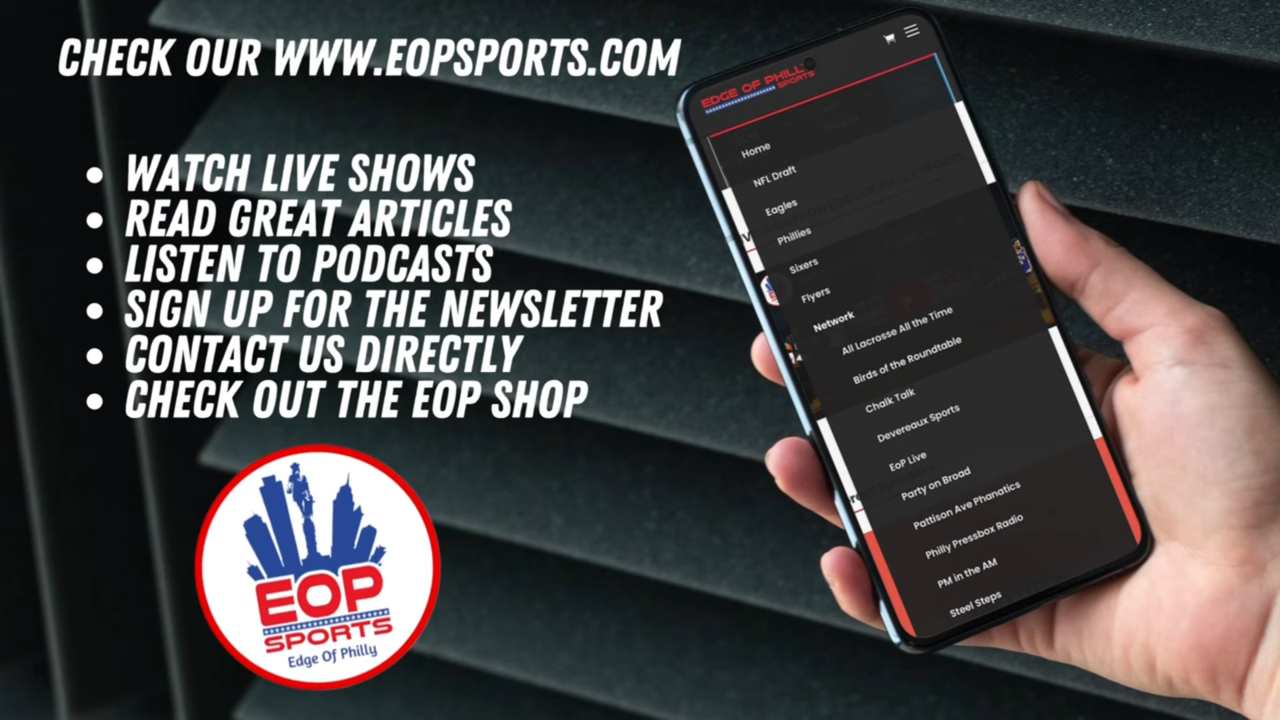 CHECK OUR WWW.EOPSPORTS.COM
• WATCH LIVE SHOWS
• READ GREAT ARTICLES
• LISTEN TO PODCASTS
• SIGN UP FOR THE NEWSLETTER
• CONTACT US DIRECTLY
• CHECK OUT THE EOP SHOP
EOP
SPORTS
Edge Of Philly
EDGE OF PHILLY
SPORTS
Home
NFL Draft
Eagles
Phillies
Sixers
Flyers
Network
All Lacrosse All the Time
Birds of the Roundtable
Chalk Talk
Devereaux Sports
EoP Live
Party on Broad
Pattison Ave Phanatics
Philly Pressbox Radio
PM in the AM
Steel Steps